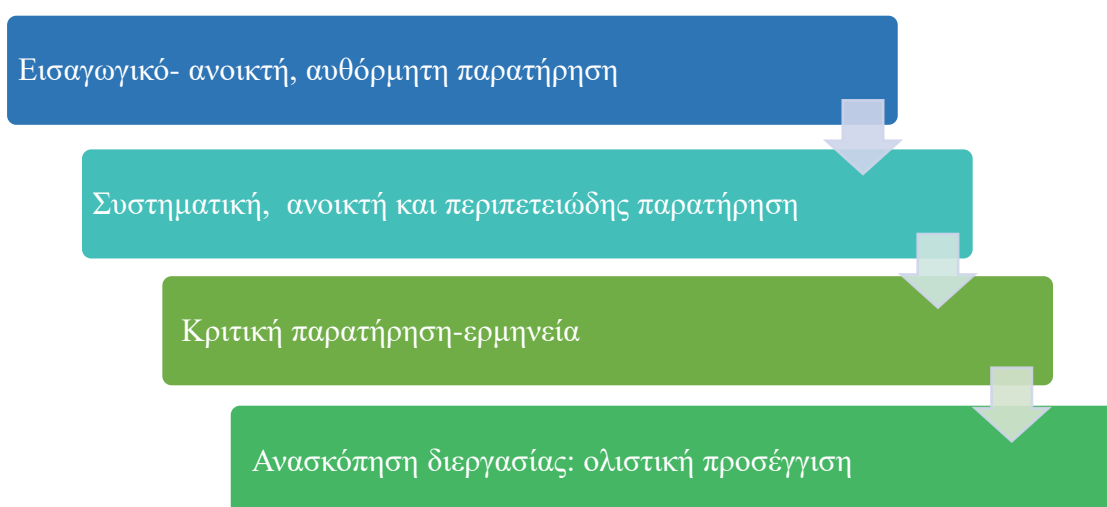 Εισαγωγικό- ανοικτή, αυθόρμητη παρατήρηση
Συστηματική, ανοικτή και περιπετειώδης παρατήρηση
Κριτική παρατήρηση-ερμηνεία
Ανασκόπηση διεργασίας: ολιστική προσέγγιση